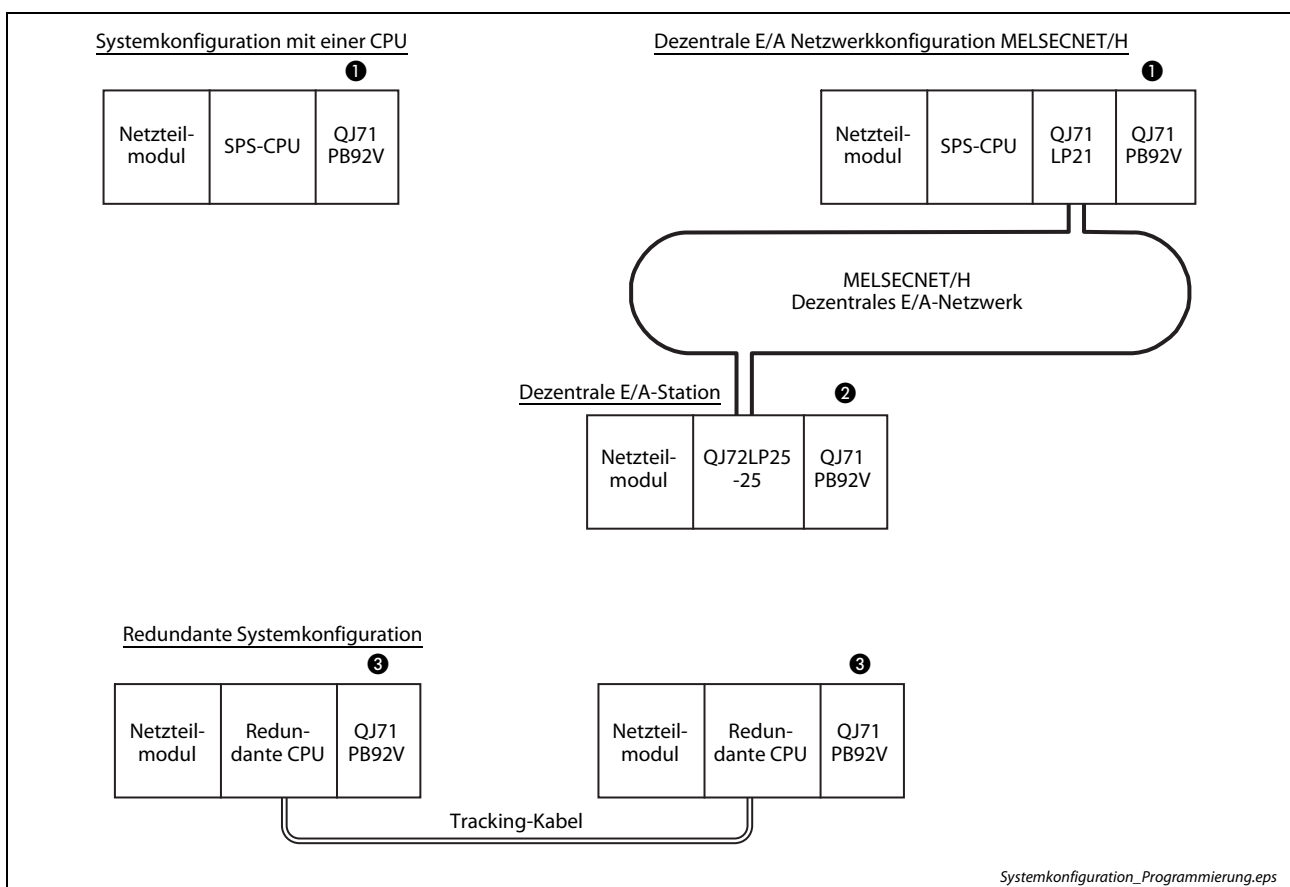 Systemkonfiguration mit einer CPU
❶
Netzteil-
modul
SPS-CPU
QJ71
PB92V
Dezentrale E/A Netzwerkkonfiguration MELSECNET/H
❶
Netzteil-
modul
SPS-CPU
QJ71
LP21
QJ71
PB92V
MELSECNET/H
Dezentrales E/A-Netzwerk
Dezentrale E/A-Station
❷
Netzteil-
modul
QJ72LP25
-25
QJ71
PB92V
Redundante Systemkonfiguration
❸
Netzteil-
modul
Redun-
dante CPU
QJ71
PB92V
❸
Netzteil-
modul
Redun-
dante CPU
QJ71
PB92V
Tracking-Kabel
Systemkonfiguration_Programmierung.eps